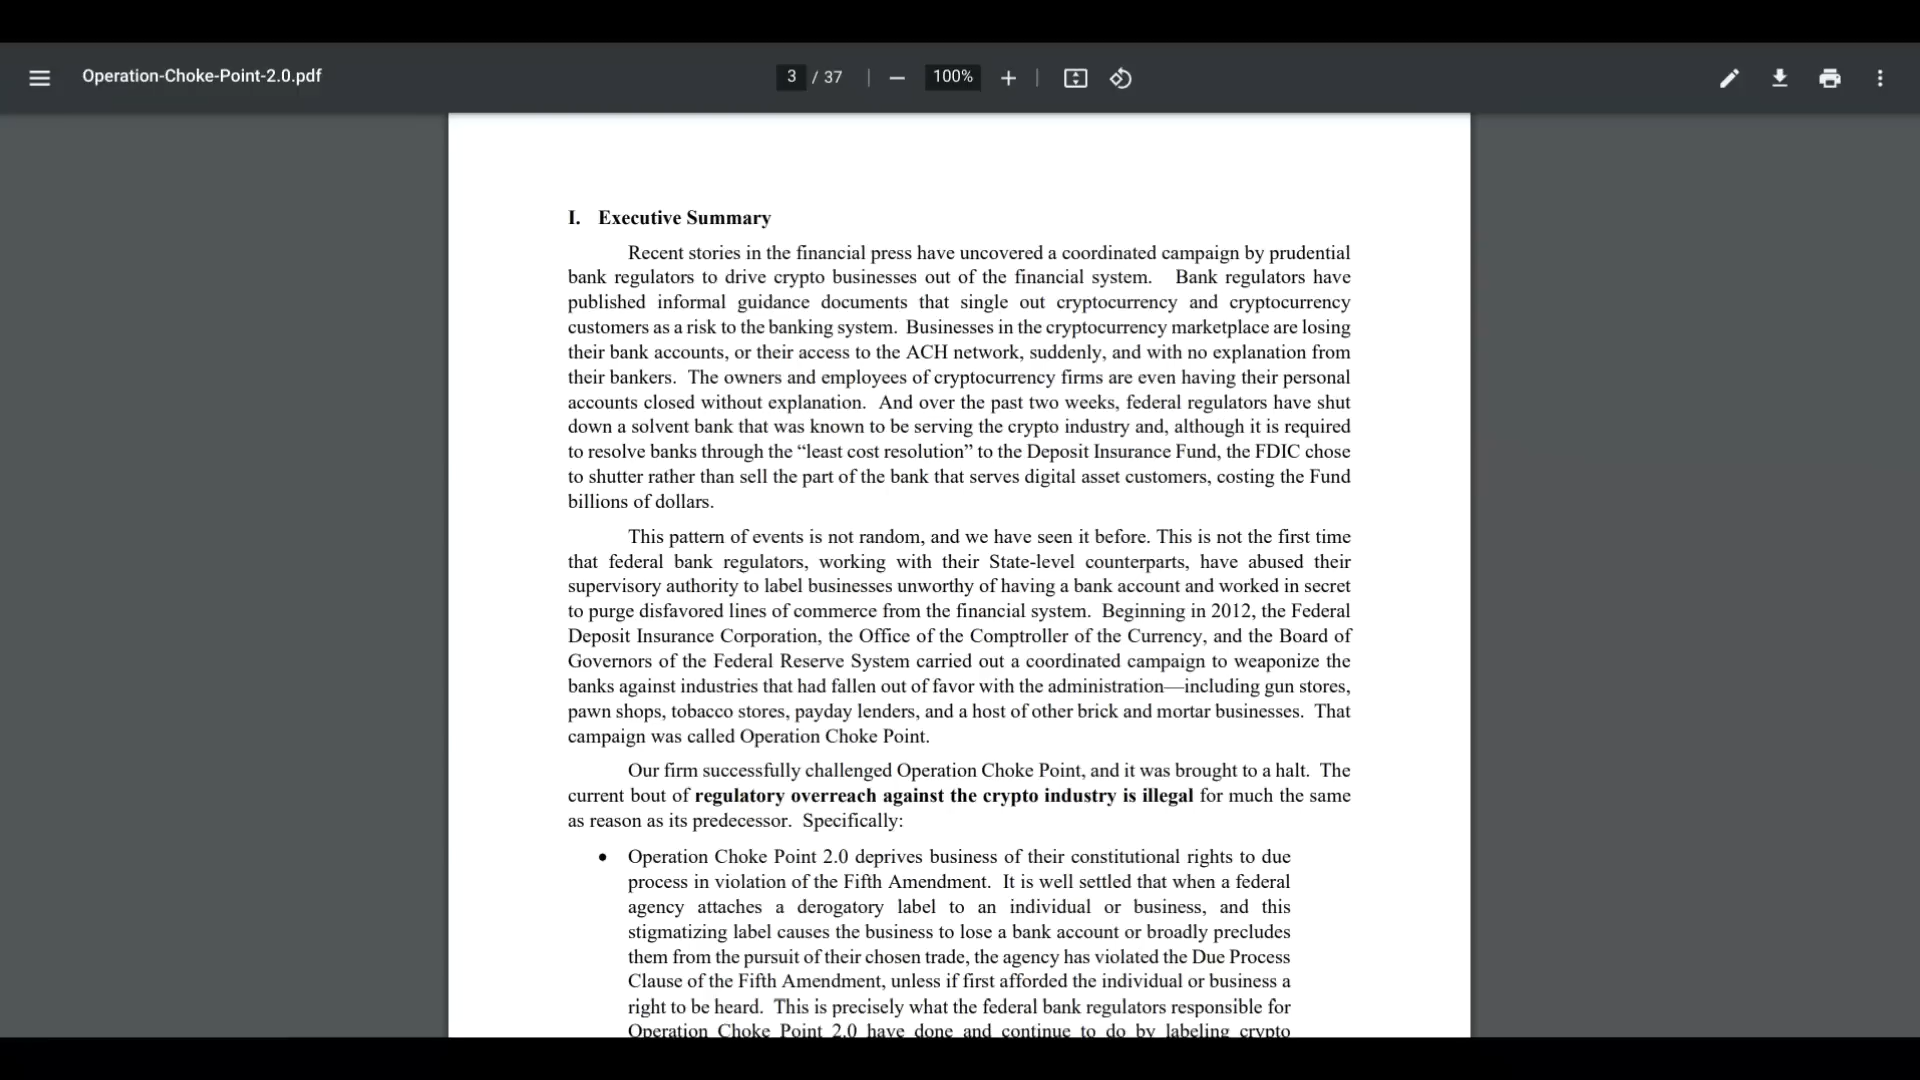 Operation-Choke-Point-2.0.pdf
3 / 37
100%
I. Executive Summary
Recent stories in the financial press have uncovered a coordinated campaign by prudential
bank regulators to drive crypto businesses out of the financial system. Bank regulators have
published informal guidance documents that single out cryptocurrency and cryptocurrency
customers as a risk to the banking system. Businesses in the cryptocurrency marketplace are losing
their bank accounts, or their access to the ACH network, suddenly, and with no explanation from
their bankers. The owners and employees of cryptocurrency firms are even having their personal
accounts closed without explanation. And over the past two weeks, federal regulators have shut
down a solvent bank that was known to be serving the crypto industry and, although it is required
to resolve banks through the “least cost resolution” to the Deposit Insurance Fund, the FDIC chose
to shutter rather than sell the part of the bank that serves digital asset customers, costing the Fund
billions of dollars.
This pattern of events is not random, and we have seen it before. This is not the first time
that federal bank regulators, working with their State-level counterparts, have abused their
supervisory authority to label businesses unworthy of having a bank account and worked in secret
to purge disfavored lines of commerce from the financial system. Beginning in 2012, the Federal
Deposit Insurance Corporation, the Office of the Comptroller of the Currency, and the Board of
Governors of the Federal Reserve System carried out a coordinated campaign to weaponize the
banks against industries that had fallen out of favor with the administration—including gun stores,
pawn shops, tobacco stores, payday lenders, and a host of other brick and mortar businesses. That
campaign was called Operation Choke Point.
Our firm successfully challenged Operation Choke Point, and it was brought to a halt. The
current bout of regulatory overreach against the crypto industry is illegal for much the same
as reason as its predecessor. Specifically:
• Operation Choke Point 2.0 deprives business of their constitutional rights to due
process in violation of the Fifth Amendment. It is well settled that when a federal
agency attaches a derogatory label to an individual or business, and this
stigmatizing label causes the business to lose a bank account or broadly precludes
them from the pursuit of their chosen trade, the agency has violated the Due Process
Clause of the Fifth Amendment, unless if first afforded the individual or business a
right to be heard. This is precisely what the federal bank regulators responsible for
Operation Choke Point 2.0 have done and continue to do by labeling crypto